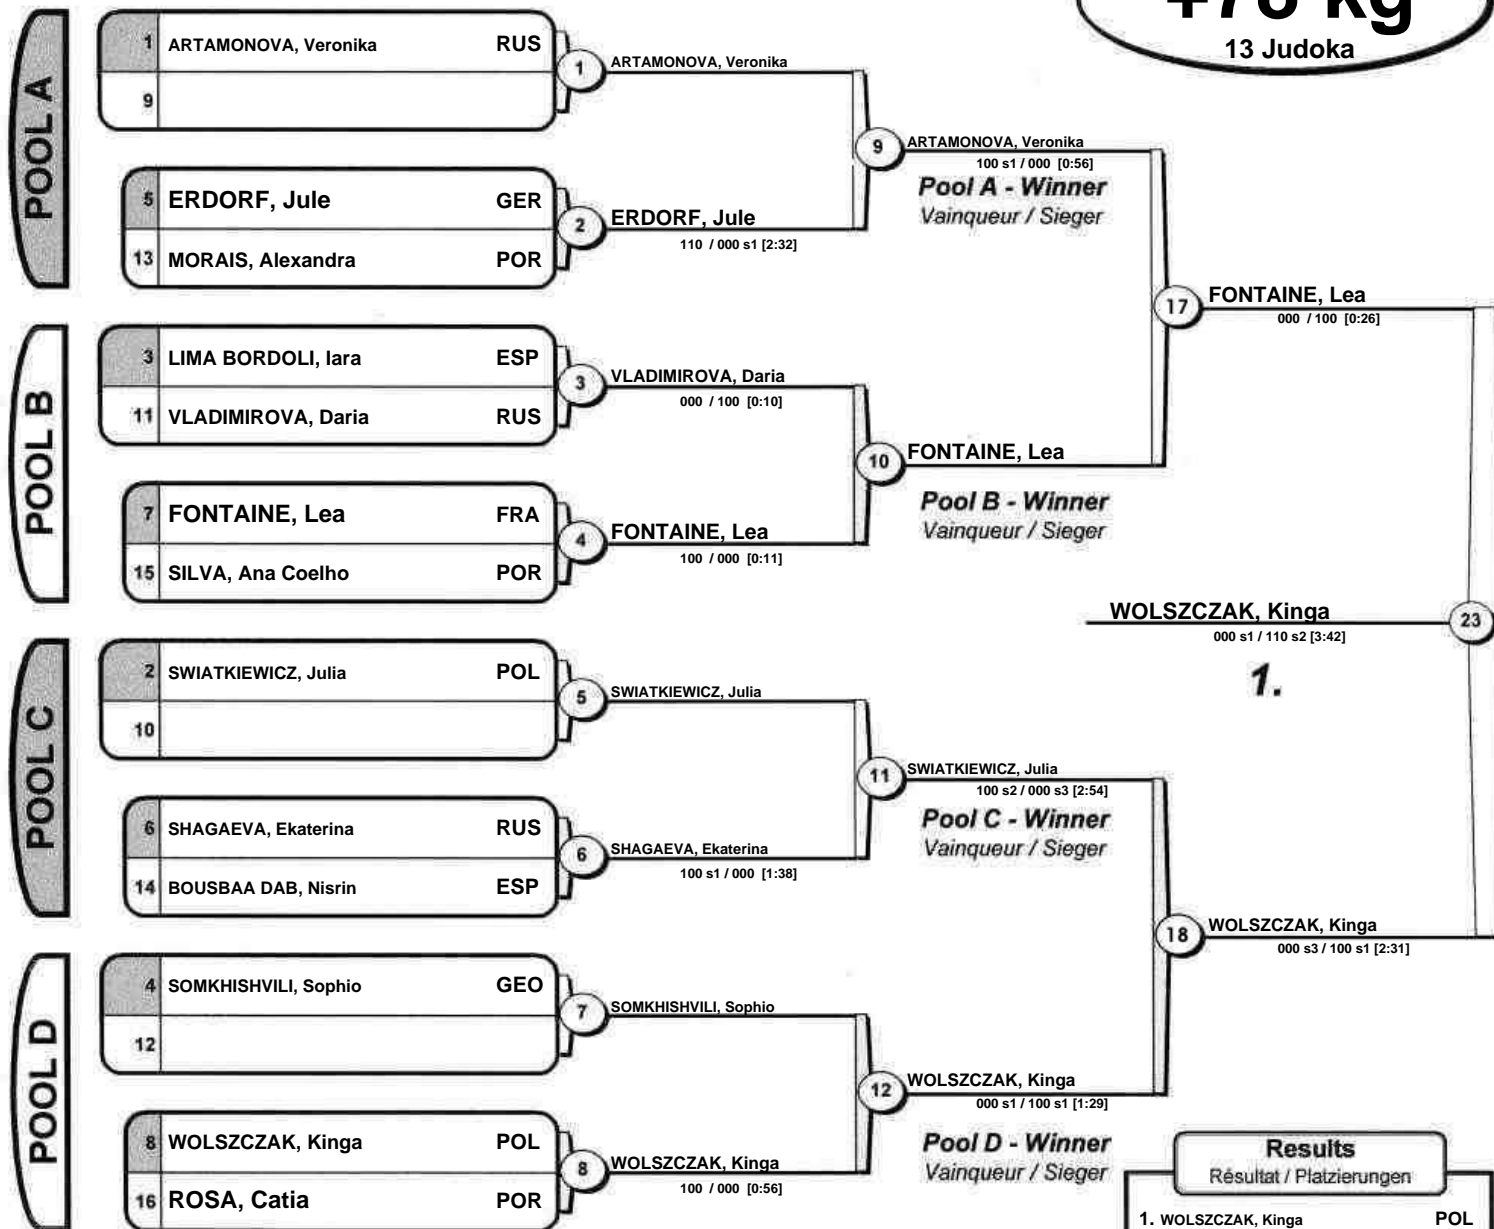 +78 kg
13 Judoka
POOL A
1 ARTAMONOVA, Veronika RUS
9
5 ERDORF, Jule GER
13 MORAIS, Alexandra POR
1 ARTAMONOVA, Veronika
2 ERDORF, Jule
110 / 000 s1 [2:32]
9 ARTAMONOVA, Veronika
100 s1 / 000 [0:56]
Pool A - Winner
Vainqueur / Sieger
POOL B
3 LIMA BORDOLI, Iara ESP
11 VLADIMIROVA, Daria RUS
7 FONTAINE, Lea FRA
15 SILVA, Ana Coelho POR
3 VLADIMIROVA, Daria
000 / 100 [0:10]
4 FONTAINE, Lea
100 / 000 [0:11]
10 FONTAINE, Lea
Pool B - Winner
Vainqueur / Sieger
17 FONTAINE, Lea
000 / 100 [0:26]
WOLSZCZAK, Kinga 23
000 s1 / 110 s2 [3:42]
1.
POOL C
2 SWIATKIEWICZ, Julia POL
10
6 SHAGAEVA, Ekaterina RUS
14 BOUSBAA DAB, Nisrin ESP
5 SWIATKIEWICZ, Julia
6 SHAGAEVA, Ekaterina
100 s1 / 000 [1:38]
11 SWIATKIEWICZ, Julia
100 s2 / 000 s3 [2:54]
Pool C - Winner
Vainqueur / Sieger
18 WOLSZCZAK, Kinga
000 s3 / 100 s1 [2:31]
POOL D
4 SOMKHISHVILI, Sophio GEO
12
8 WOLSZCZAK, Kinga POL
16 ROSA, Catia POR
7 SOMKHISHVILI, Sophio
8 WOLSZCZAK, Kinga
100 / 000 [0:56]
12 WOLSZCZAK, Kinga
000 s1 / 100 s1 [1:29]
Pool D - Winner
Vainqueur / Sieger
Results
Résultat / Platzierungen
1. WOLSZCZAK, Kinga POL